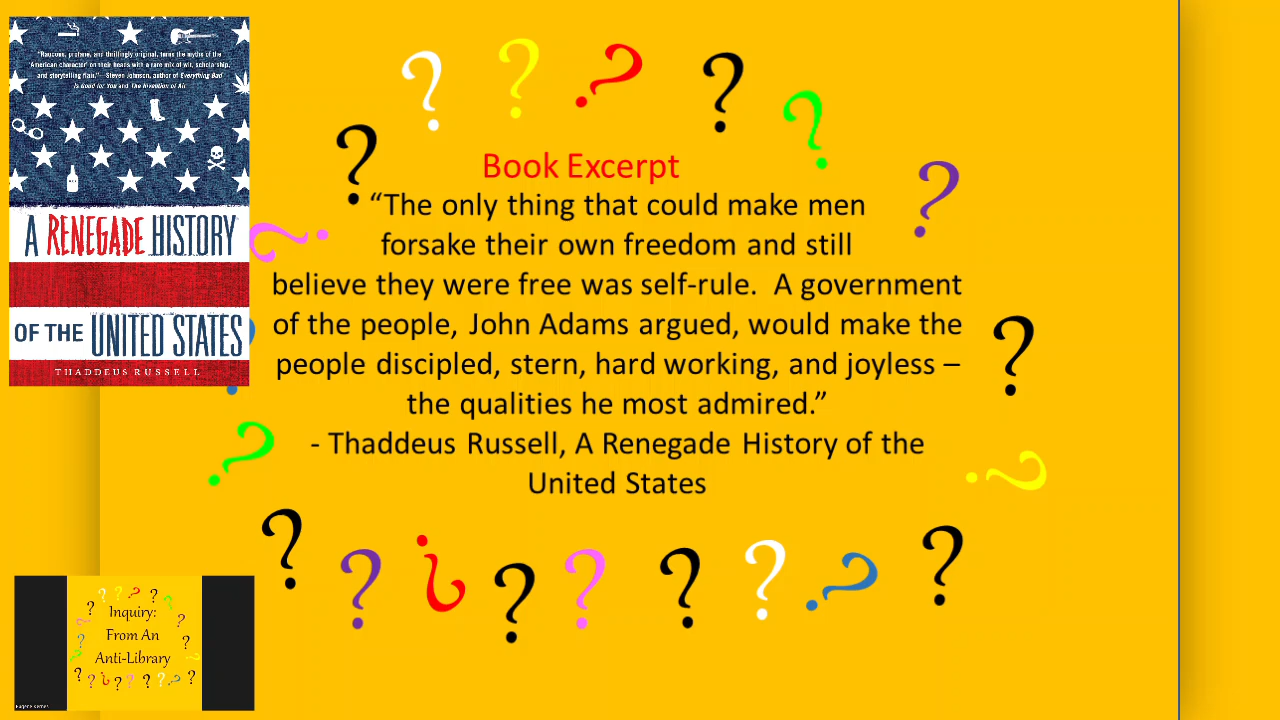 "Raucous, profane, and thrillingly original, turns the myths of the
'American character' on their heads with a rare mix of wit, scholarship,
and storytelling flair."—Steven Johnson, author of Everything Bad
Is Good for You and The Invention of Air
A RENEGADE HISTORY
OF THE UNITED STATES
THADDEUS RUSSELL
Book Excerpt
“The only thing that could make men
forsake their own freedom and still
believe they were free was self-rule.  A government
of the people, John Adams argued, would make the
people discipled, stern, hard working, and joyless –
the qualities he most admired.”
- Thaddeus Russell, A Renegade History of the
United States
Inquiry:
From An
Anti-Library
Eugene Kernes